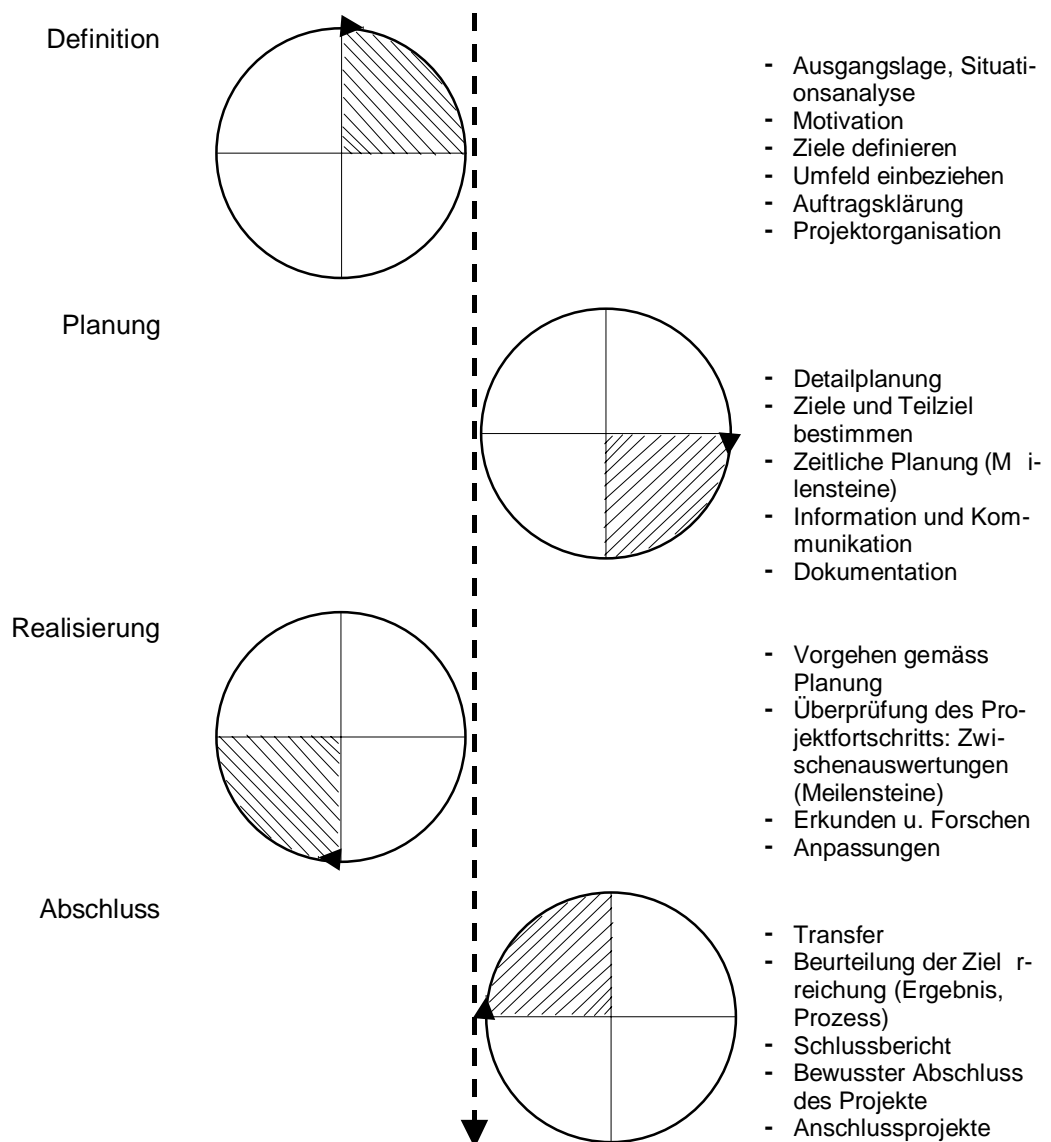 Definition
- Ausgangslage, Situati-
onsanalyse
- Motivation
- Ziele definieren
- Umfeld einbeziehen
- Auftragsklärung
- Projektorganisation
Planung
- Detailplanung
- Ziele und Teilziel
bestimmen
- Zeitliche Planung (M i-
lensteine)
- Information und Kom-
munikation
- Dokumentation
Realisierung
- Vorgehen gemäss
Planung
- Überprüfung des Pro-
jektfortschritts: Zwi-
schenauswertungen
(Meilensteine)
- Erkunden u. Forschen
- Anpassungen
Abschluss
- Transfer
- Beurteilung der Ziel r-
reichung (Ergebnis,
Prozess)
- Schlussbericht
- Bewusster Abschluss
des Projekte
- Anschlussprojekte